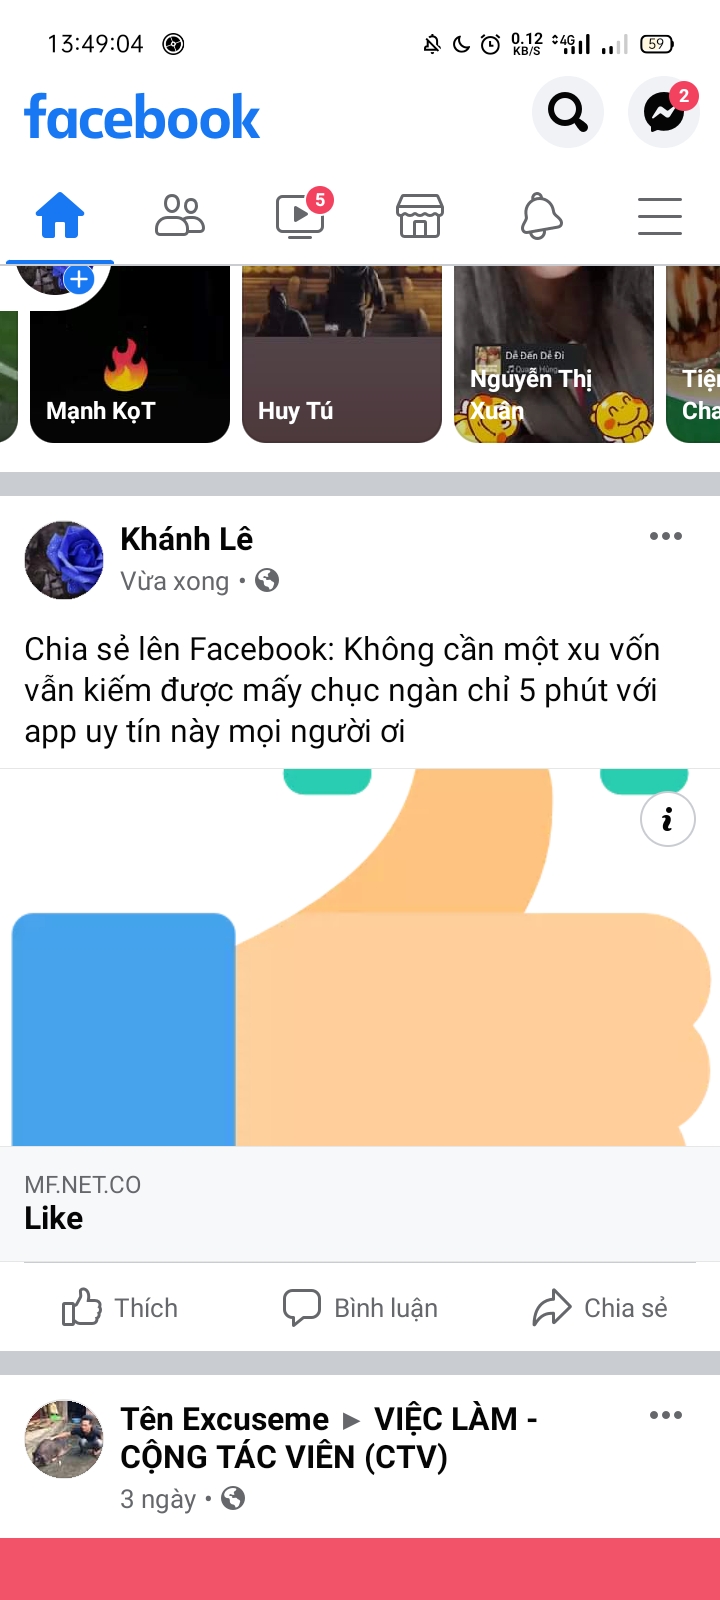 13:49:04
0.12
KB/S
4G
59
facebook
2
5
Dễ Đến Dễ Đi
Quang Hùng
Mạnh KọT
Huy Tú
Nguyễn Thị
Xuân
Khánh Lê
Vừa xong •
Chia sẻ lên Facebook: Không cần một xu vốn
vẫn kiếm được mấy chục ngàn chỉ 5 phút với
app uy tín này mọi người ơi
i
MF.NET.CO
Like
Thích
Bình luận
Chia sẻ
Tên Excuseme ▶ VIỆC LÀM -
CỘNG TÁC VIÊN (CTV)
3 ngày •